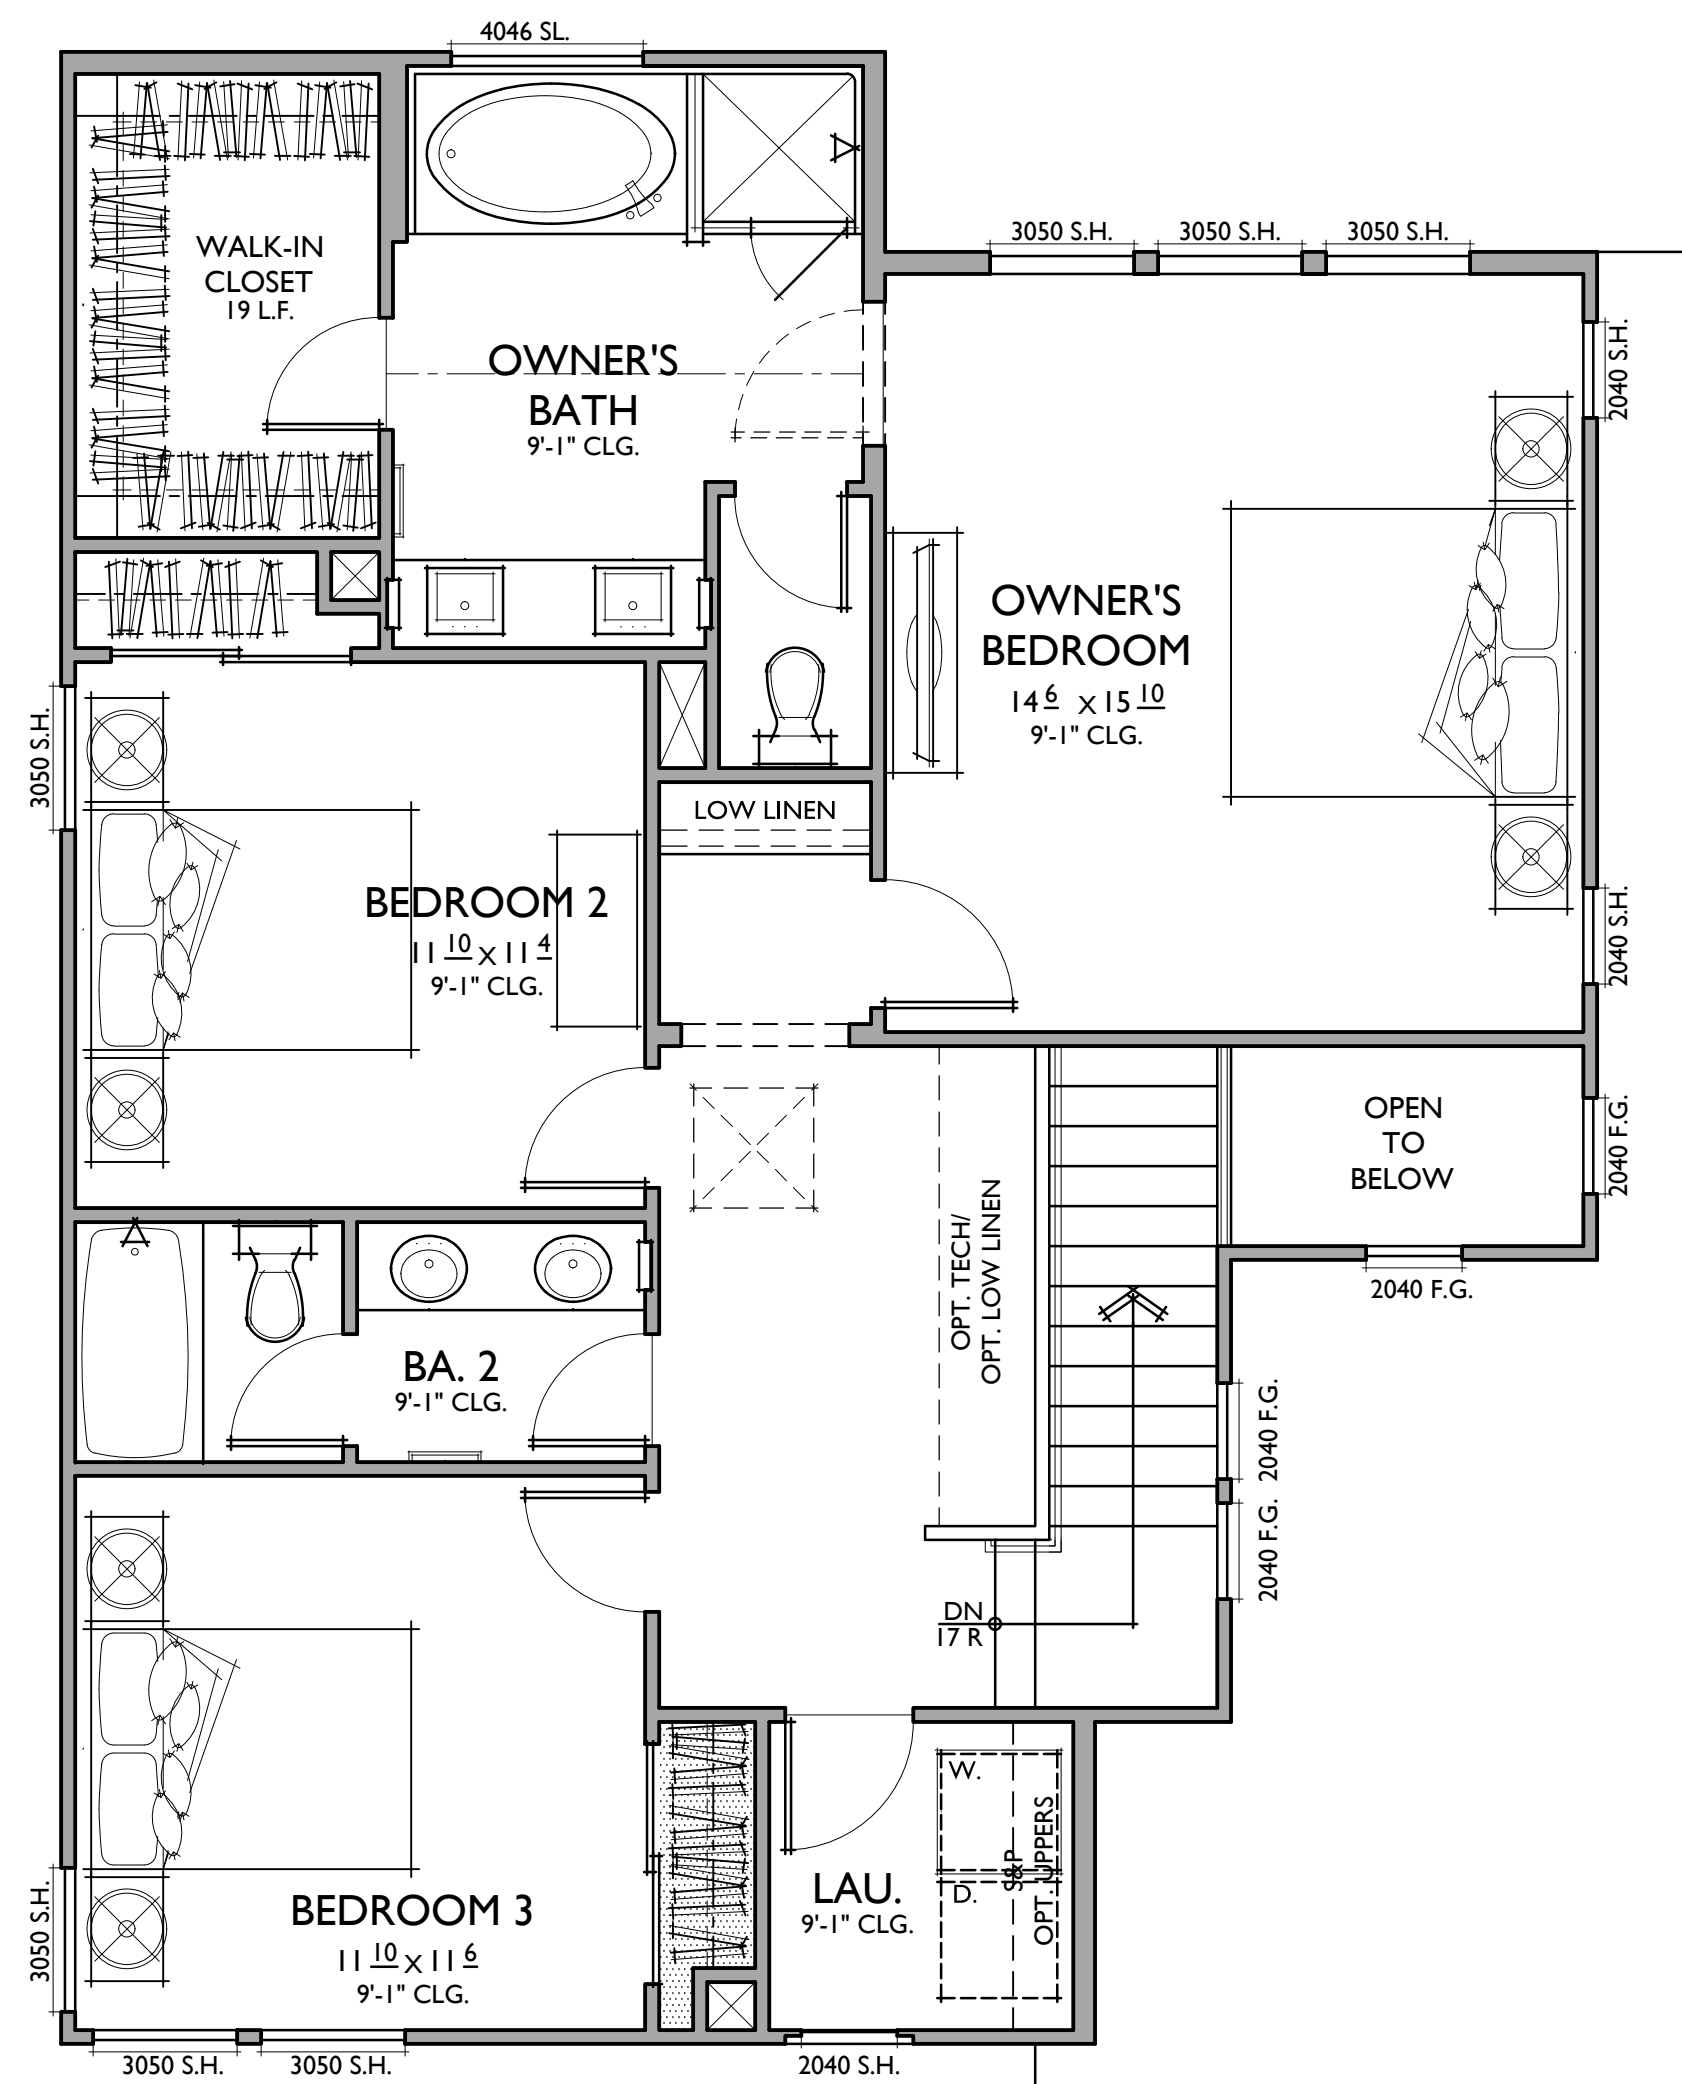 4046 SL.
3050 S.H.
3050 S.H.
3050 S.H.
WALK-IN
CLOSET
19 L.F.
OWNER'S
BATH
9'-1" CLG.
2040 S.H.
OWNER'S
BEDROOM
14 6 X 15 10
9'-1" CLG.
3050 S.H.
LOW LINEN
BEDROOM 2
11 10 X 11 4
9'-1" CLG.
2040 S.H.
OPEN
TO
BELOW
2040 F.G.
2040 F.G.
OPT. TECH/
OPT. LOW LINEN
BA. 2
9'-1" CLG.
2040 F.G.
2040 F.G.
DN
17 R
W.
D.
S&P
OPT. UPPERS
LAU.
9'-1" CLG.
BEDROOM 3
11 10 X 11 6
9'-1" CLG.
3050 S.H.
3050 S.H.
3050 S.H.
2040 S.H.